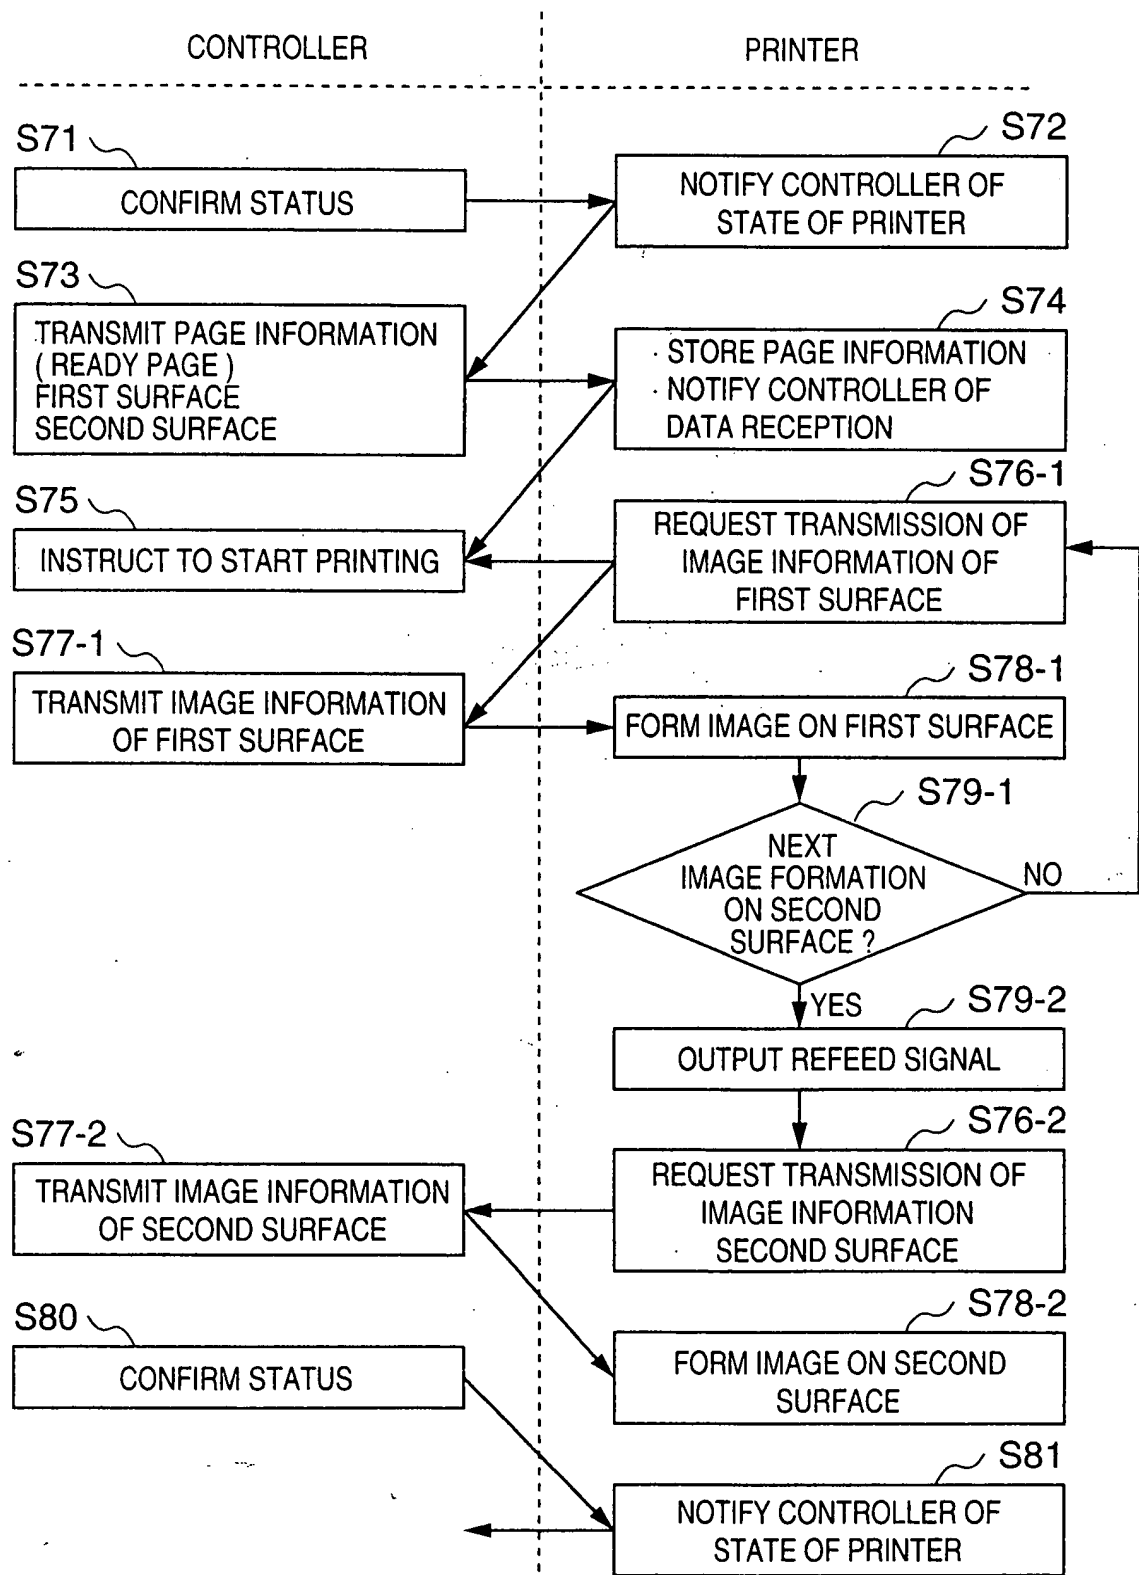 CONTROLLER
PRINTER
S71
CONFIRM STATUS
S72
NOTIFY CONTROLLER OF
STATE OF PRINTER
S73
TRANSMIT PAGE INFORMATION
( READY PAGE )
FIRST SURFACE
SECOND SURFACE
S74
· STORE PAGE INFORMATION
· NOTIFY CONTROLLER OF
DATA RECEPTION
S75
INSTRUCT TO START PRINTING
S76-1
REQUEST TRANSMISSION OF
IMAGE INFORMATION OF
FIRST SURFACE
S77-1
TRANSMIT IMAGE INFORMATION
OF FIRST SURFACE
S78-1
FORM IMAGE ON FIRST SURFACE
S79-1
NEXT
IMAGE FORMATION
ON SECOND
SURFACE ?
NO
YES
S79-2
OUTPUT REFEED SIGNAL
S77-2
TRANSMIT IMAGE INFORMATION
OF SECOND SURFACE
S76-2
REQUEST TRANSMISSION OF
IMAGE INFORMATION
SECOND SURFACE
S80
CONFIRM STATUS
S78-2
FORM IMAGE ON SECOND
SURFACE
S81
NOTIFY CONTROLLER OF
STATE OF PRINTER